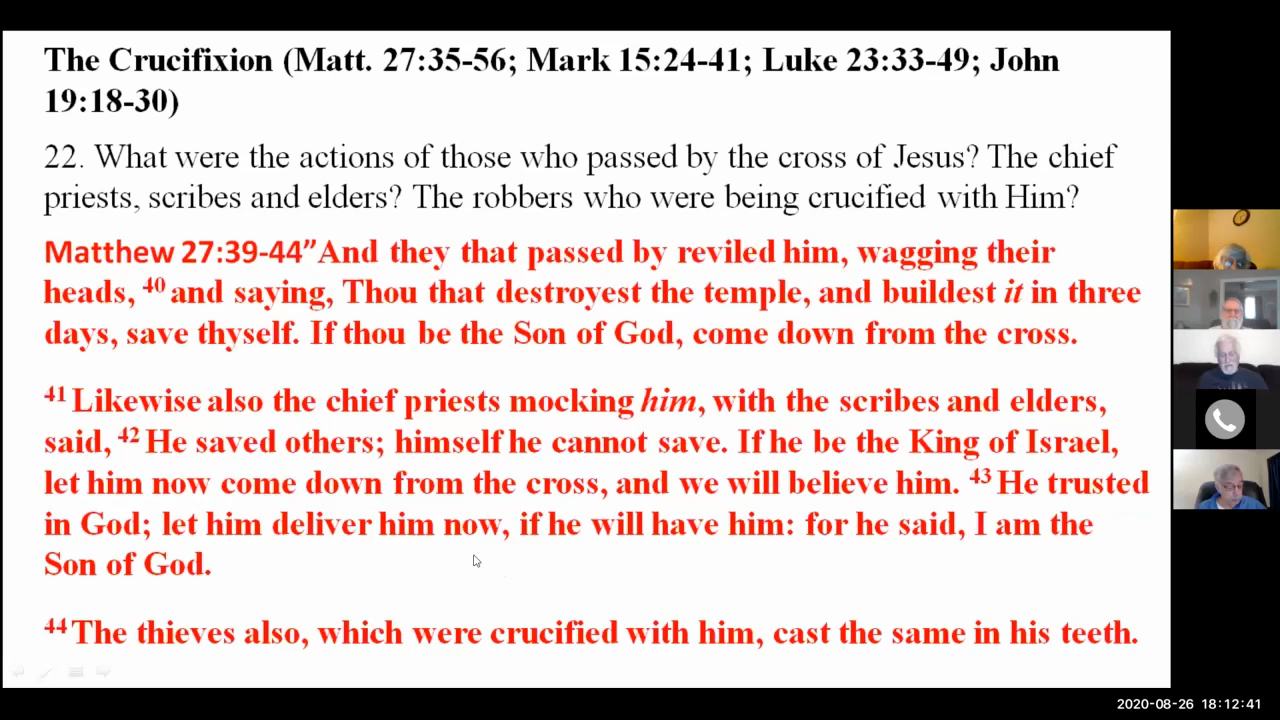 The Crucifixion (Matt. 27:35-56; Mark 15:24-41; Luke 23:33-49; John
19:18-30)
22. What were the actions of those who passed by the cross of Jesus? The chief
priests, scribes and elders? The robbers who were being crucified with Him?
Matthew 27:39-44”And they that passed by reviled him, wagging their
heads, 40 and saying, Thou that destroyest the temple, and buildest it in three
days, save thyself. If thou be the Son of God, come down from the cross.
41 Likewise also the chief priests mocking him, with the scribes and elders,
said, 42 He saved others; himself he cannot save. If he be the King of Israel,
let him now come down from the cross, and we will believe him. 43 He trusted
in God; let him deliver him now, if he will have him: for he said, I am the
Son of God.
44 The thieves also, which were crucified with him, cast the same in his teeth.
2020-08-26 18:12:41